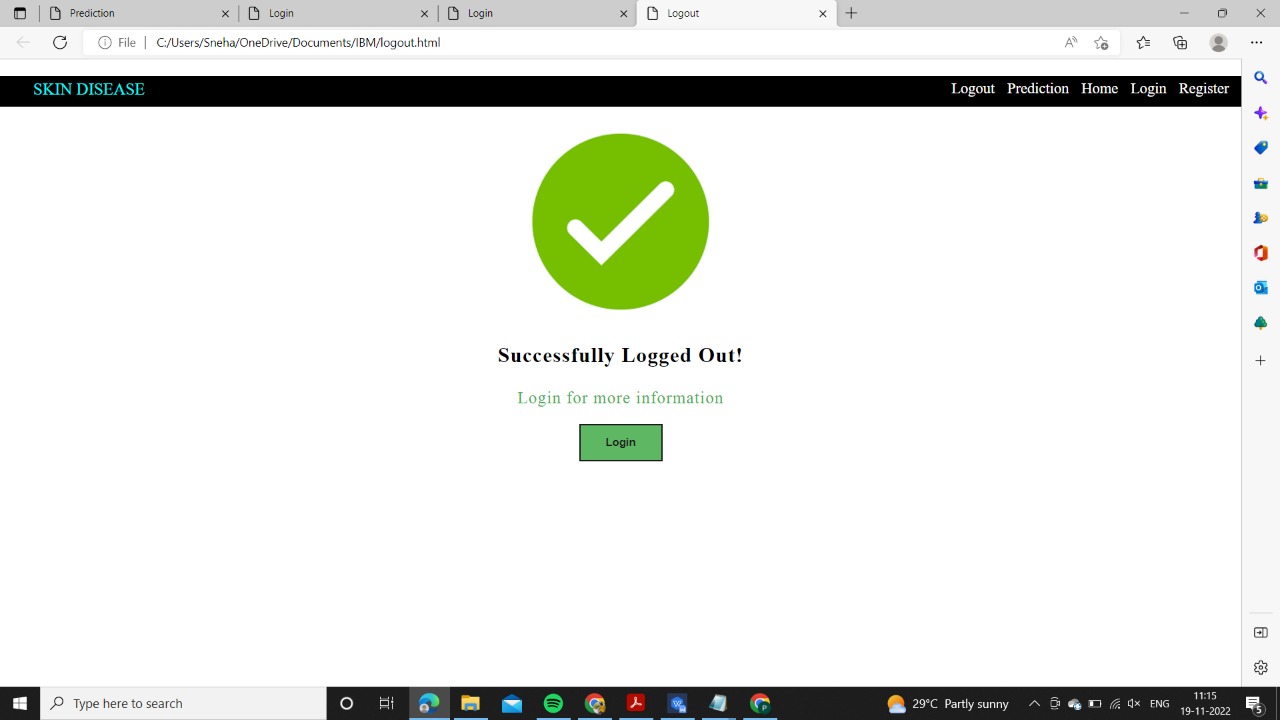 Prediction Login Login Logout
File C:/Users/Sneha/OneDrive/Documents/IBM/logout.html
SKIN DISEASE Logout Prediction Home Login Register
Successfully Logged Out!
Login for more information
Login
Type here to search 29°C Partly sunny ENG 11:15
19-11-2022 5